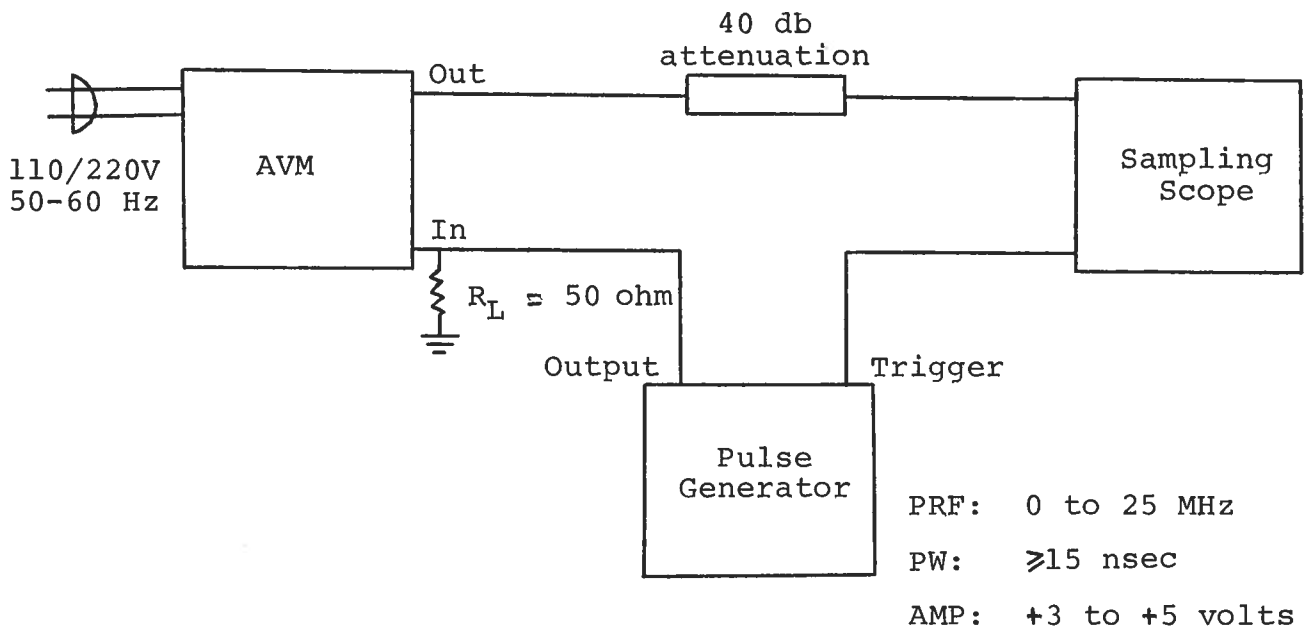 40 db
attenuation
Out
110/220V
50-60 Hz
AVM
Sampling
Scope
In
R_L = 50 ohm
Output
Trigger
Pulse
Generator
PRF: 0 to 25 MHz
PW: ⩾15 nsec
AMP: +3 to +5 volts